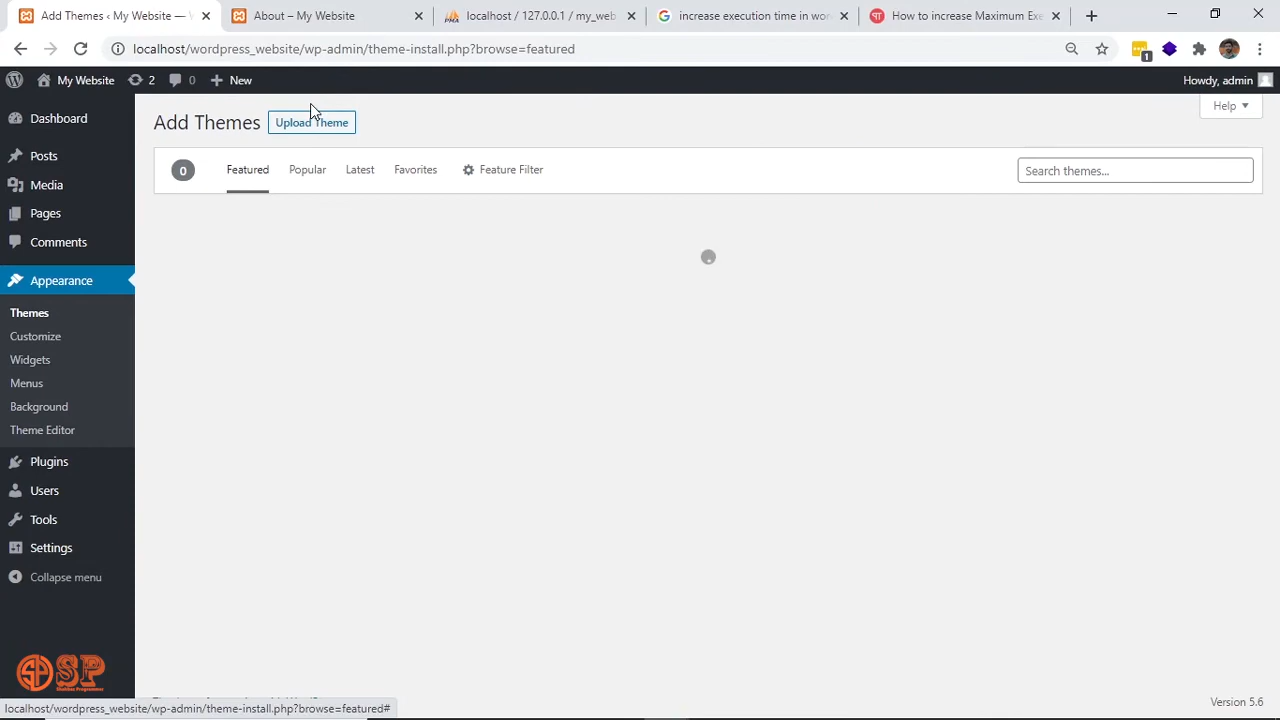 Add Themes ‹ My Website — W
About – My Website
localhost / 127.0.0.1 / my_web
increase execution time in wor
How to increase Maximum Exe
localhost/wordpress_website/wp-admin/theme-install.php?browse=featured
1
My Website
2
0
New
Howdy, admin
Dashboard
Posts
Media
Pages
Comments
Appearance
Themes
Customize
Widgets
Menus
Background
Theme Editor
Plugins
Users
Tools
Settings
Collapse menu
Add Themes
Upload Theme
Help
0
Featured
Popular
Latest
Favorites
Feature Filter
Search themes...
SP
localhost/wordpress_website/wp-admin/theme-install.php?browse=featured#
Version 5.6